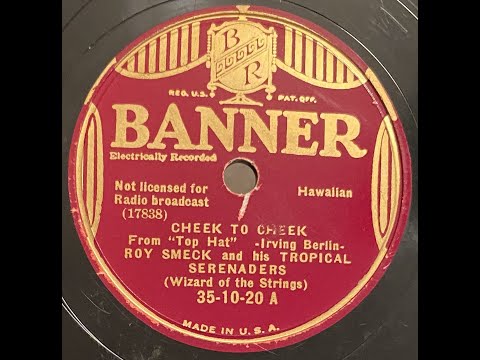 B
R
REG. U.S. PAT. OFF.
BANNER
Electrically Recorded
Not licensed for
Radio broadcast
(17838)
Hawaiian
CHEEK TO CHEEK
From "Top Hat" -Irving Berlin-
ROY SMECK and his TROPICAL
SERENADERS
(Wizard of the Strings)
35-10-20 A
MADE IN U.S.A.